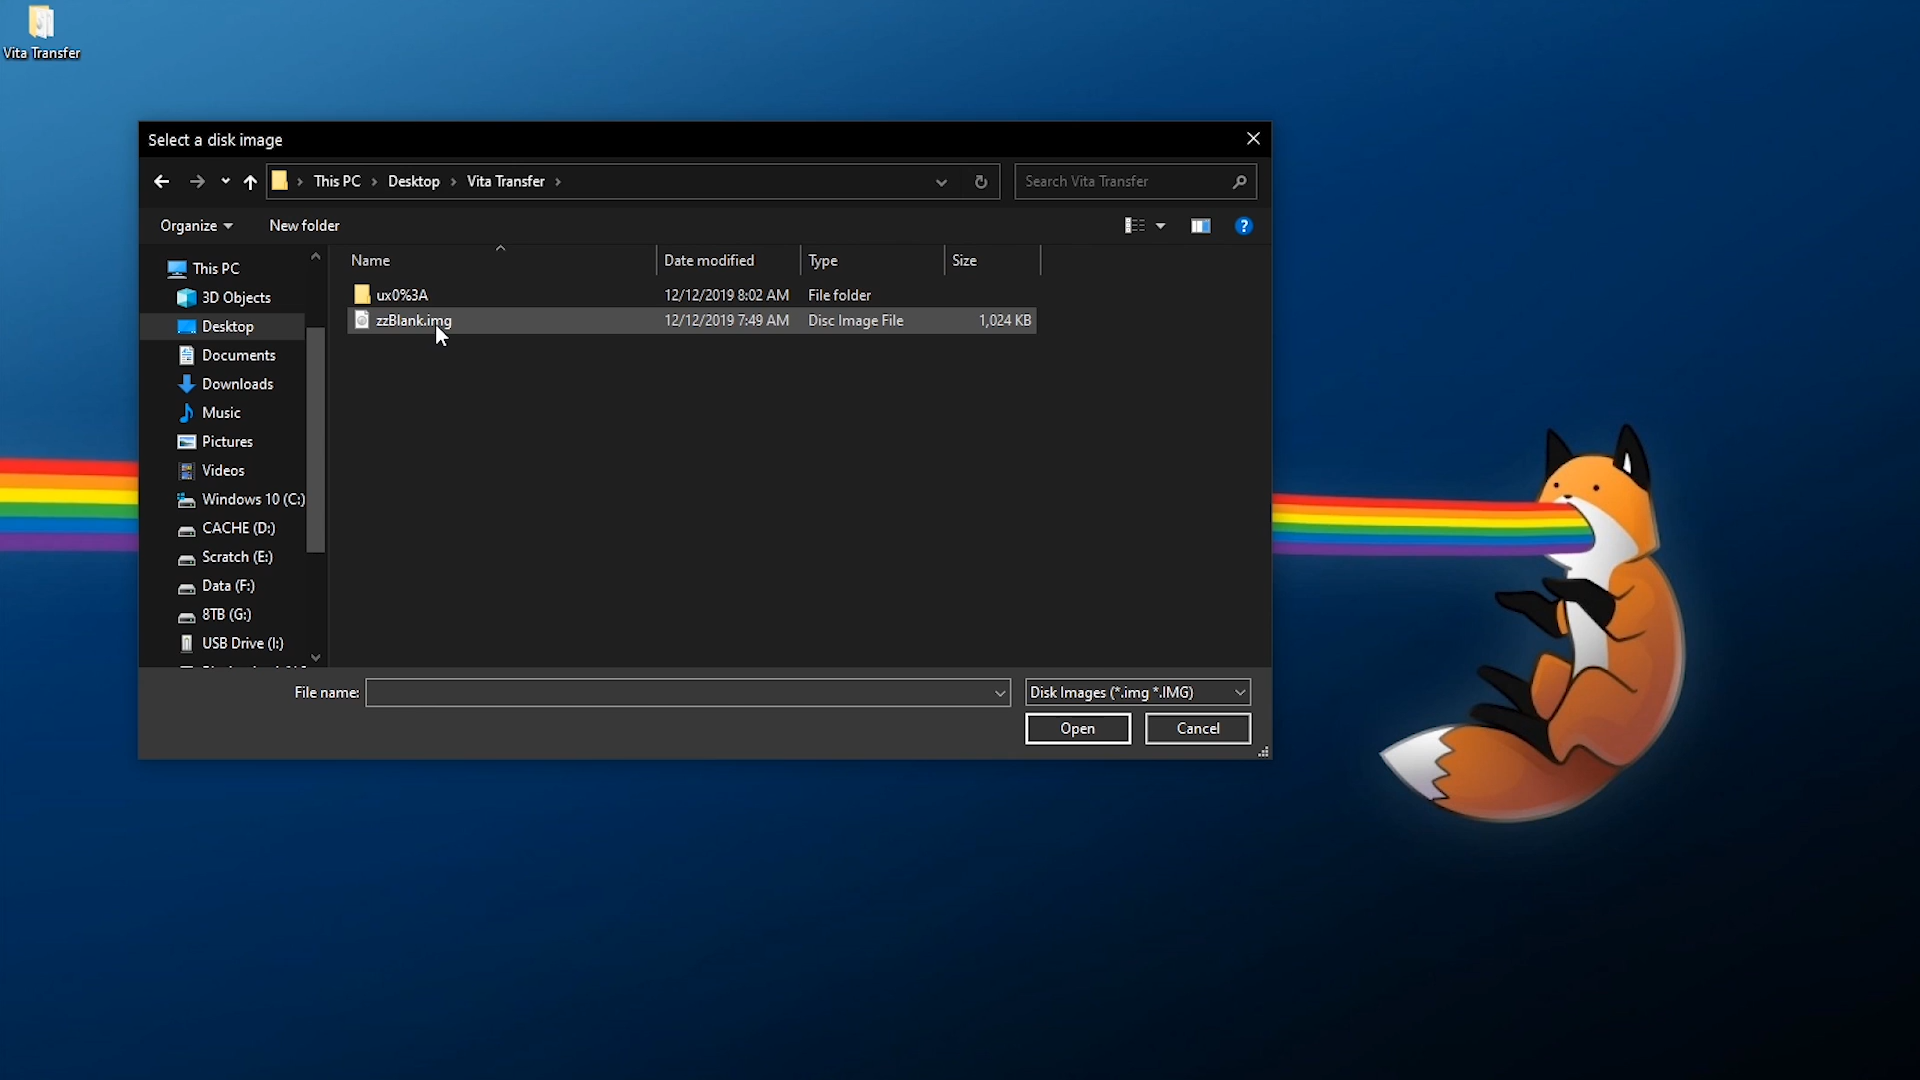 Vita Transfer
Select a disk image
This PC > Desktop > Vita Transfer >
Search Vita Transfer
Organize
New folder
Name
Date modified
Type
Size
ux0%3A 12/12/2019 8:02 AM File folder
zzBlank.img 12/12/2019 7:49 AM Disc Image File 1,024 KB
This PC
3D Objects
Desktop
Documents
Downloads
Music
Pictures
Videos
Windows 10 (C:)
CACHE (D:)
Scratch (E:)
Data (F:)
8TB (G:)
USB Drive (I:)
File name:
Disk Images (*.img *.IMG)
Open
Cancel